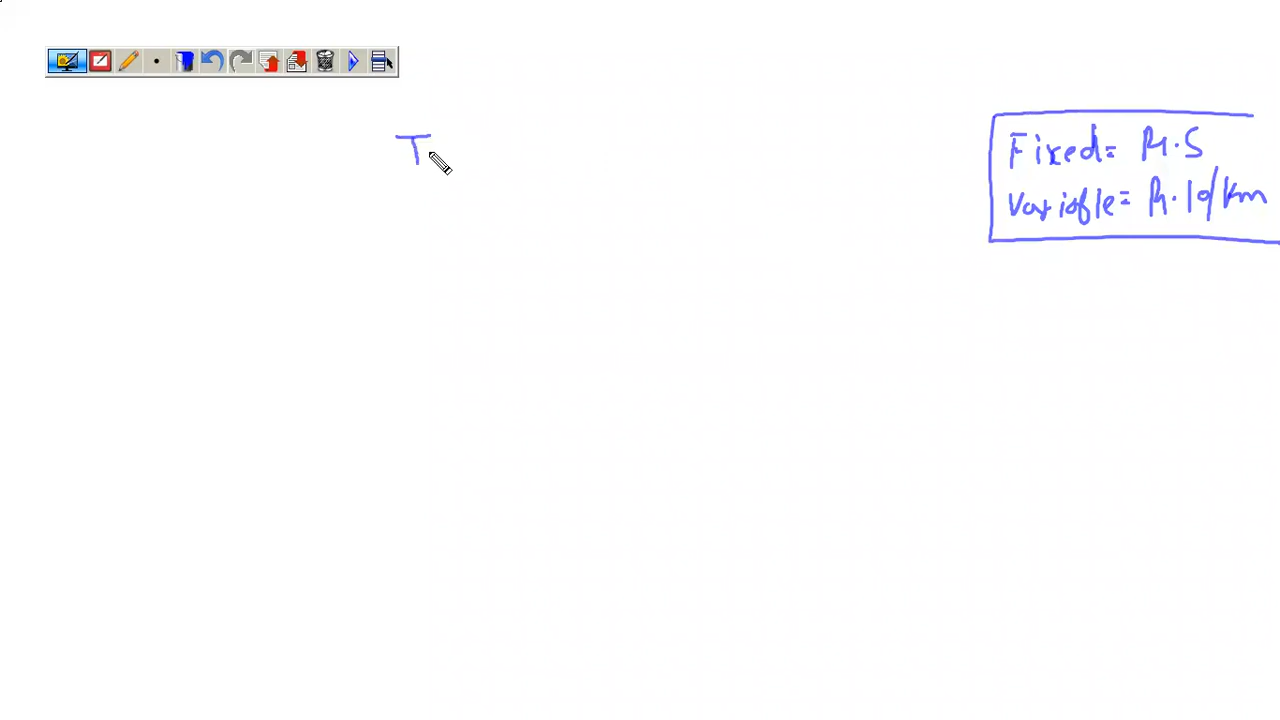 T
Fixed = Rs. 5
Variable = Rs. 10/km